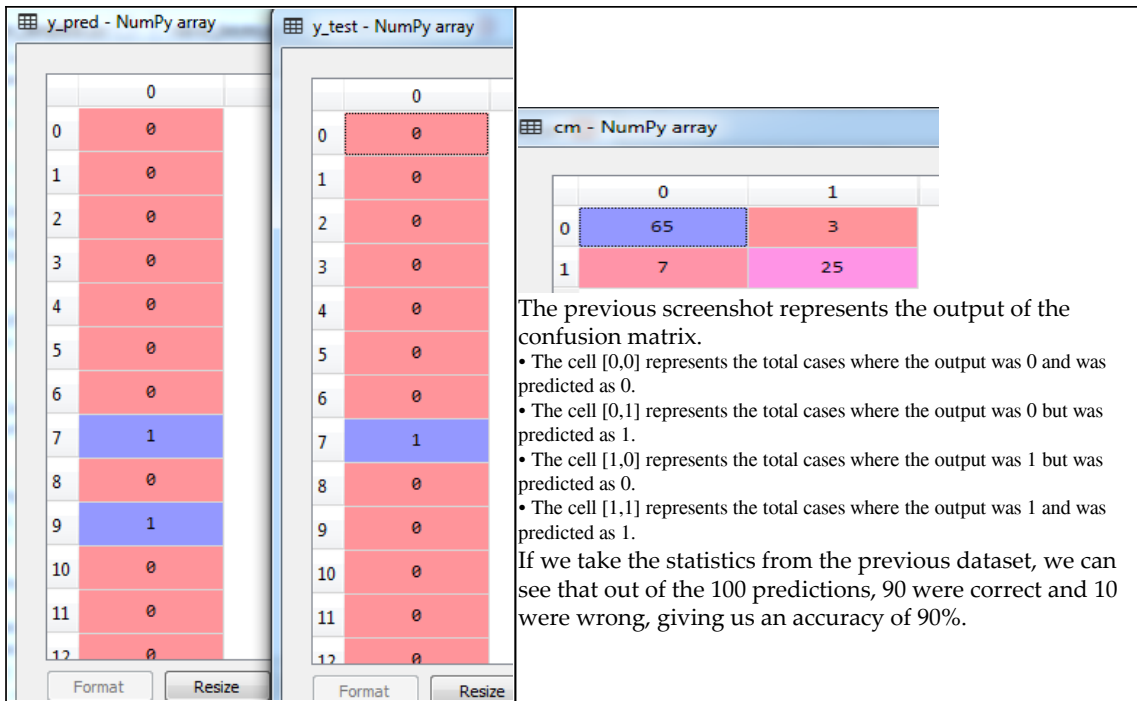 y_pred - NumPy array
0
0 0
1 0
2 0
3 0
4 0
5 0
6 0
7 1
8 0
9 1
10 0
11 0
12 0
Format Resize
y_test - NumPy array
0
0 0
1 0
2 0
3 0
4 0
5 0
6 0
7 1
8 0
9 0
10 0
11 0
12 0
Format Resize
cm - NumPy array
0 1
0 65 3
1 7 25
The previous screenshot represents the output of the
confusion matrix.
• The cell [0,0] represents the total cases where the output was 0 and was
predicted as 0.
• The cell [0,1] represents the total cases where the output was 0 but was
predicted as 1.
• The cell [1,0] represents the total cases where the output was 1 but was
predicted as 0.
• The cell [1,1] represents the total cases where the output was 1 and was
predicted as 1.
If we take the statistics from the previous dataset, we can
see that out of the 100 predictions, 90 were correct and 10
were wrong, giving us an accuracy of 90%.